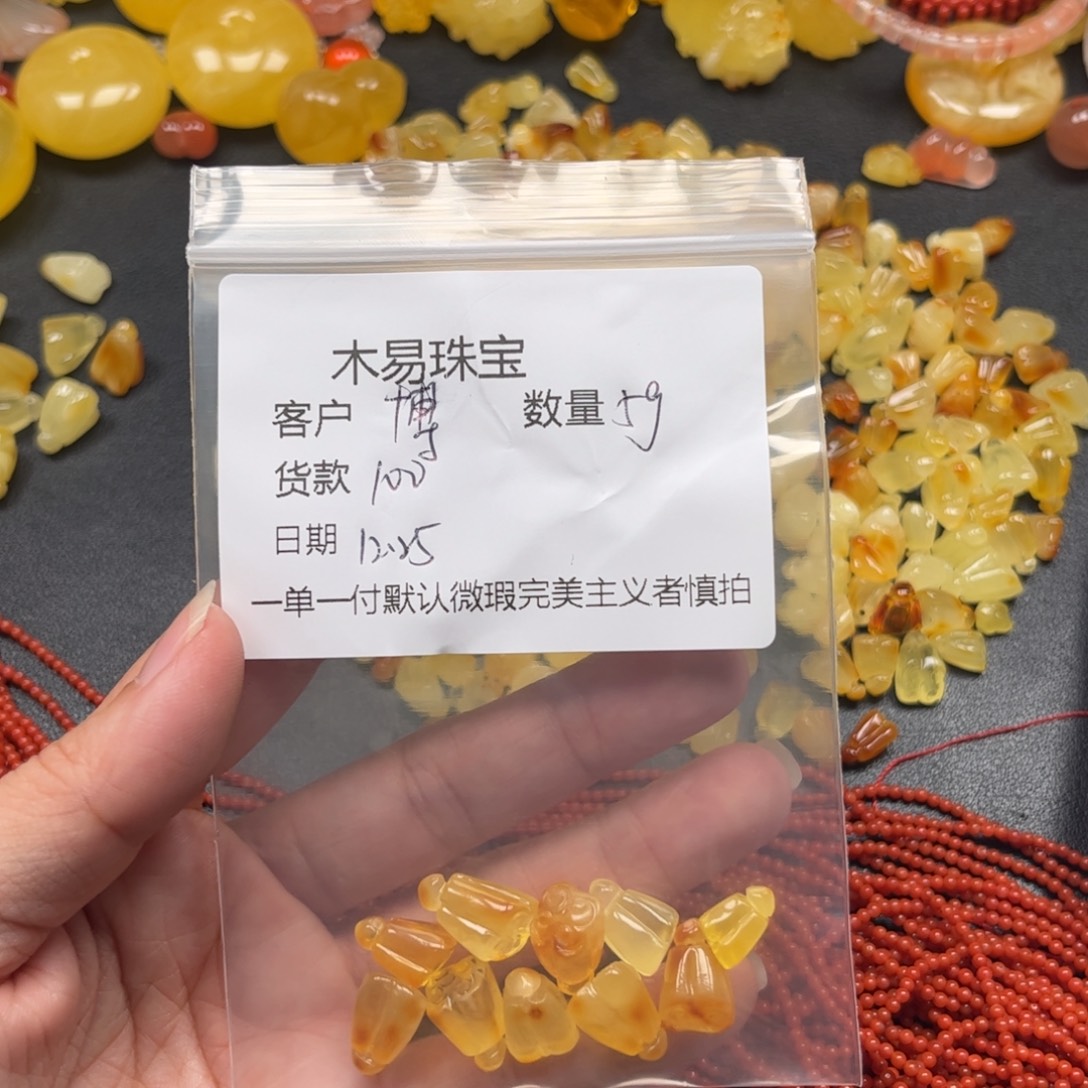 木易珠宝
客户 博 数量 5g
货款 100
日期 12.25
一单一付默认微瑕完美主义者慎拍